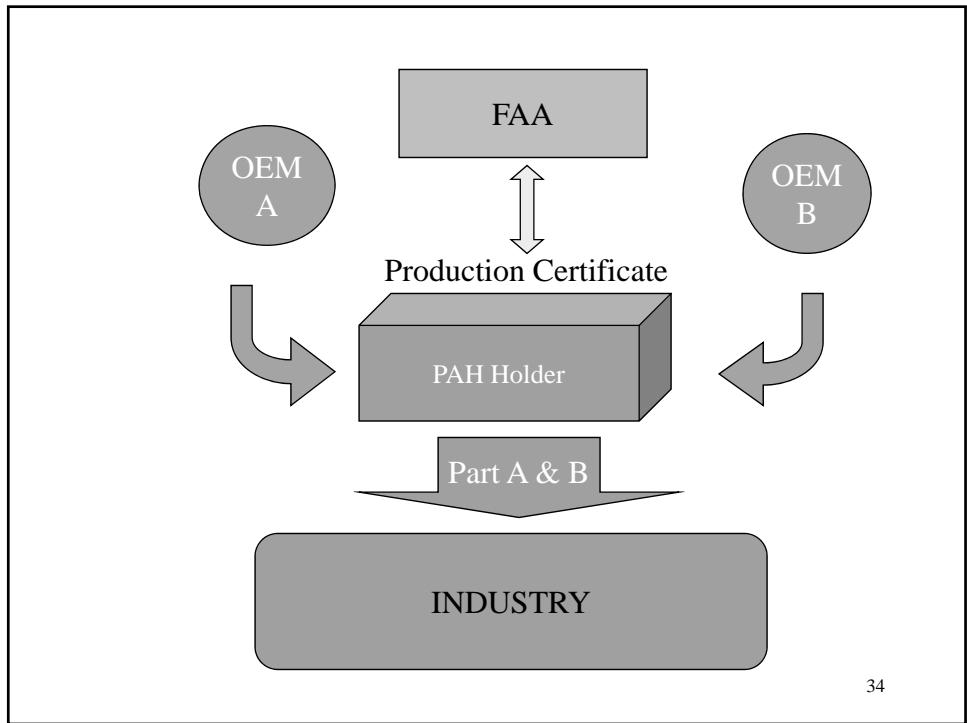 FAA
OEM
A
OEM
B
Production Certificate
PAH Holder
Part A & B
INDUSTRY
34